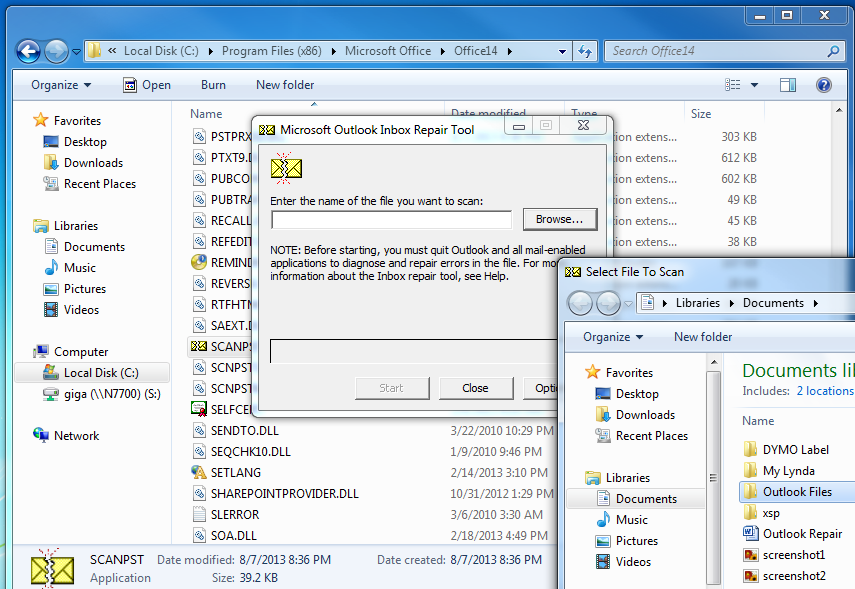 « Local Disk (C:) Program Files (x86) Microsoft Office Office14
Search Office14
Organize Open Burn New folder
Favorites
Desktop
Downloads
Recent Places
Libraries
Documents
Music
Pictures
Videos
Computer
Local Disk (C:)
giga (\\N7700) (S:)
Network
Name Date modified Type Size
PSTPRX ion extens... 303 KB
PTXT9.D ion extens... 612 KB
PUBCO ion extens... 602 KB
PUBTRA ion extens... 49 KB
RECALL ion extens... 45 KB
REFEDIT ion extens... 38 KB
REMIND
REVERS
RTFHTM
SAEXT.D
SCANPS
SCNPST
SCNPST
SELFCE
SENDTO.DLL 3/22/2010 10:29 PM
SEQCHK10.DLL 1/9/2010 9:46 PM
SETLANG 2/14/2013 3:10 PM
SHAREPOINTPROVIDER.DLL 10/31/2012 1:29 PM
SLERROR 3/6/2010 3:30 AM
SOA.DLL 2/18/2013 4:49 PM
SCANPST Date modified: 8/7/2013 8:36 PM Date created: 8/7/2013 8:36 PM
Application Size: 39.2 KB
Microsoft Outlook Inbox Repair Tool
Enter the name of the file you want to scan:
Browse...
NOTE: Before starting, you must quit Outlook and all mail-enabled
applications to diagnose and repair errors in the file. For mo
information about the Inbox repair tool, see Help.
Start Close Opti
Select File To Scan
Libraries Documents
Organize New folder
Favorites
Desktop
Downloads
Recent Places
Libraries
Documents
Music
Pictures
Videos
Documents li
Includes: 2 locations
Name
DYMO Label
My Lynda
Outlook Files
xsp
Outlook Repair
screenshot1
screenshot2